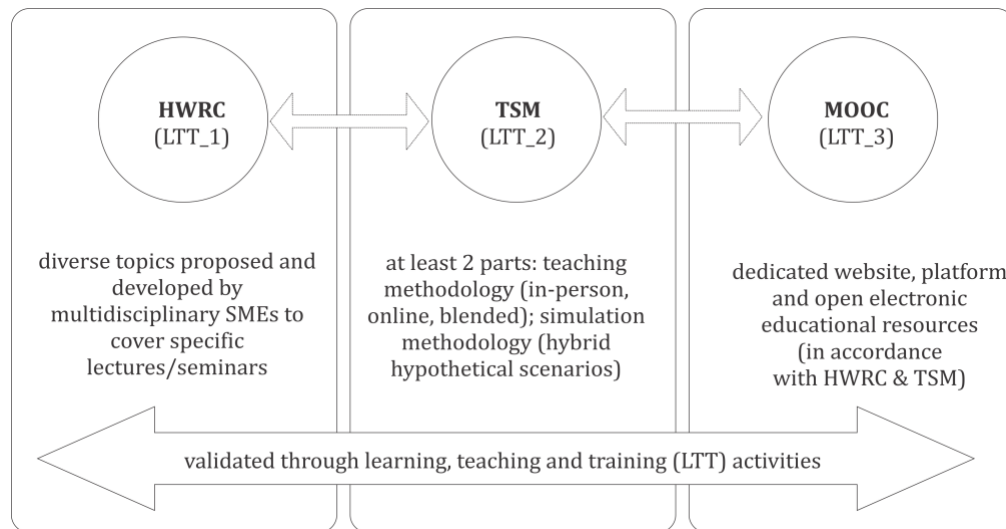 HWRC
(LTT_1)
TSM
(LTT_2)
MOOC
(LTT_3)
diverse topics proposed and
developed by
multidisciplinary SMEs to
cover specific
lectures/seminars
at least 2 parts: teaching
methodology (in-person,
online, blended); simulation
methodology (hybrid
hypothetical scenarios)
dedicated website, platform
and open electronic
educational resources
(in accordance
with HWRC & TSM)
validated through learning, teaching and training (LTT) activities